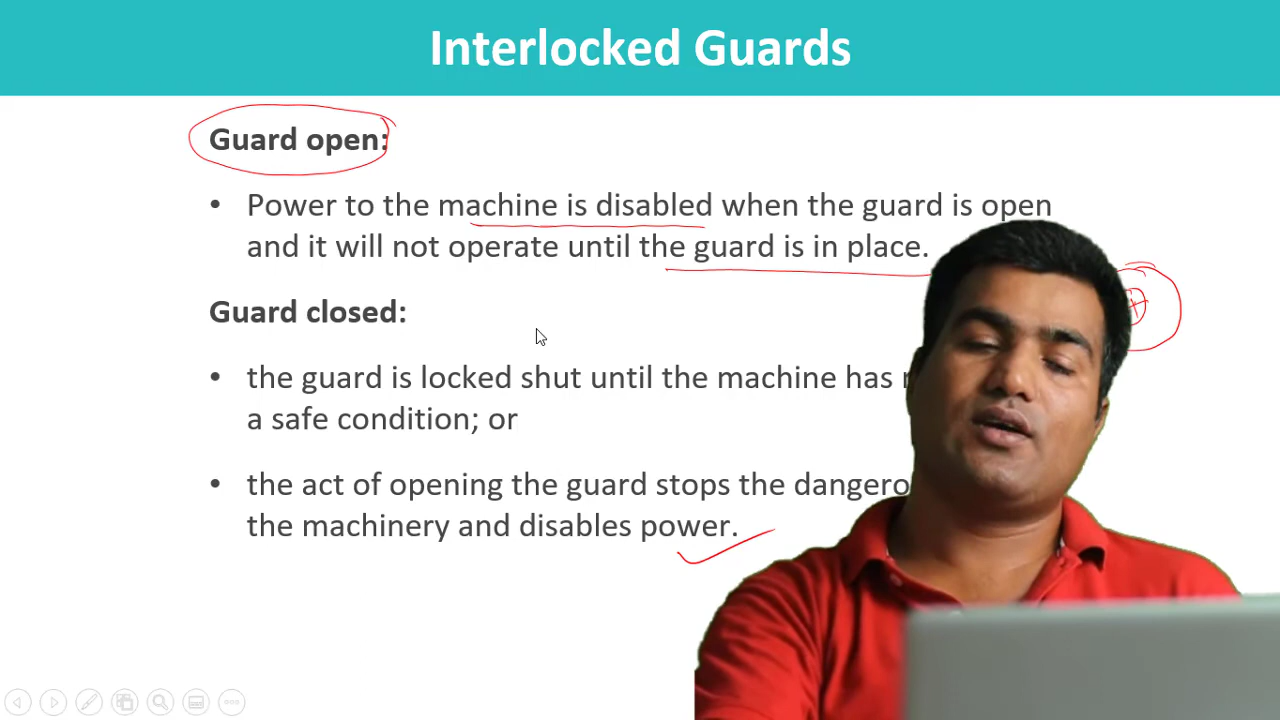 Interlocked Guards
Guard open:
• Power to the machine is disabled when the guard is open
and it will not operate until the guard is in place.
Guard closed:
• the guard is locked shut until the machine has
a safe condition; or
• the act of opening the guard stops the
the machinery and disables power.